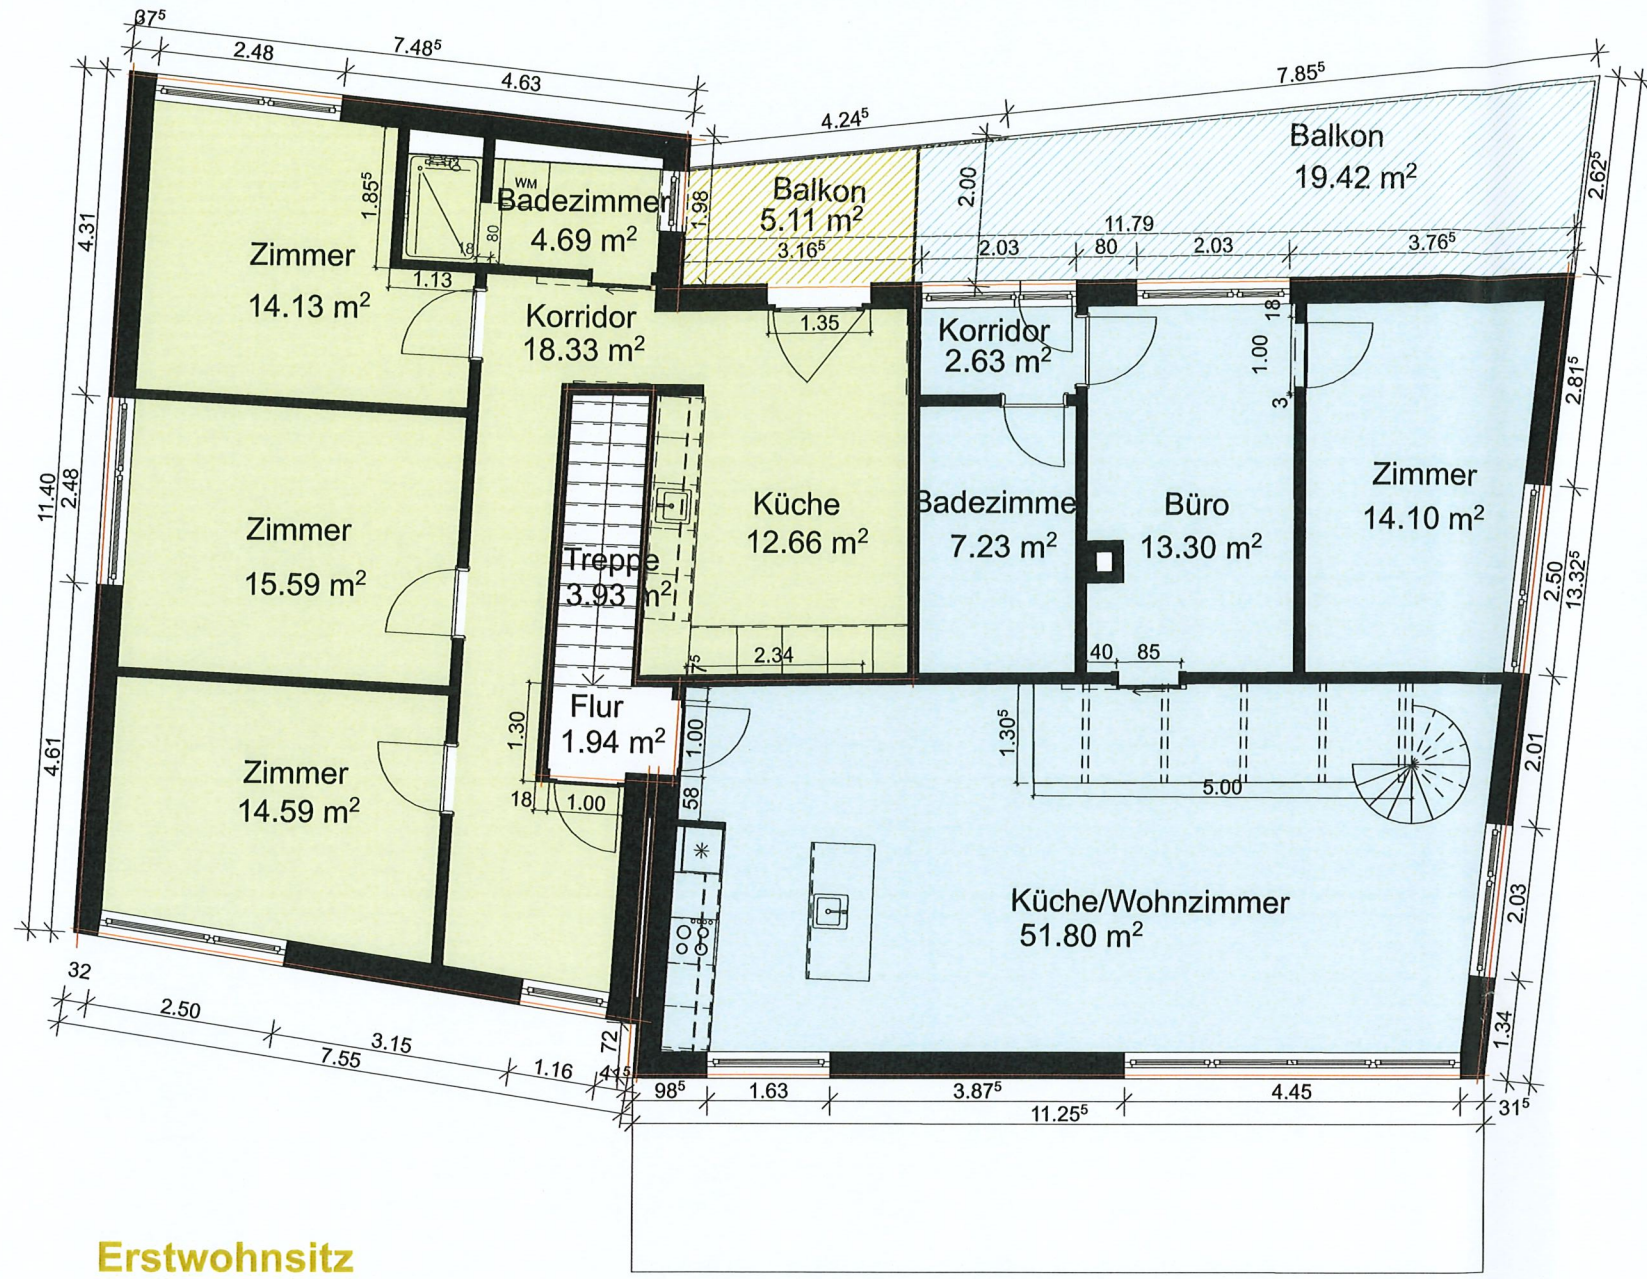 37⁵
7.48⁵
2.48
4.63
7.85⁵
4.24⁵
Balkon
19.42 m²
2.62⁵
2.00
1.98
1.85⁵
WM
Badezimmer
4.69 m²
Balkon
5.11 m²
11.79
3.16⁵
2.03
80
2.03
3.76⁵
4.31
Zimmer
14.13 m²
18
80
1.13
Korridor
18.33 m²
1.35
Korridor
2.63 m²
18
1.00
3
2.81⁵
11.40
2.48
Zimmer
15.59 m²
Treppe
3.93 m²
Küche
12.66 m²
Badezimme
7.23 m²
Büro
13.30 m²
Zimmer
14.10 m²
2.50
13.32⁵
7⁵
2.34
40
85
4.61
Zimmer
14.59 m²
1.30
Flur
1.94 m²
1.00
58
18
1.00
1.30⁵
5.00
2.01
Küche/Wohnzimmer
51.80 m²
2.03
1.34
32
2.50
3.15
7.55
1.16
72
41⁵
98⁵
1.63
3.87⁵
4.45
31⁵
11.25⁵
Erstwohnsitz